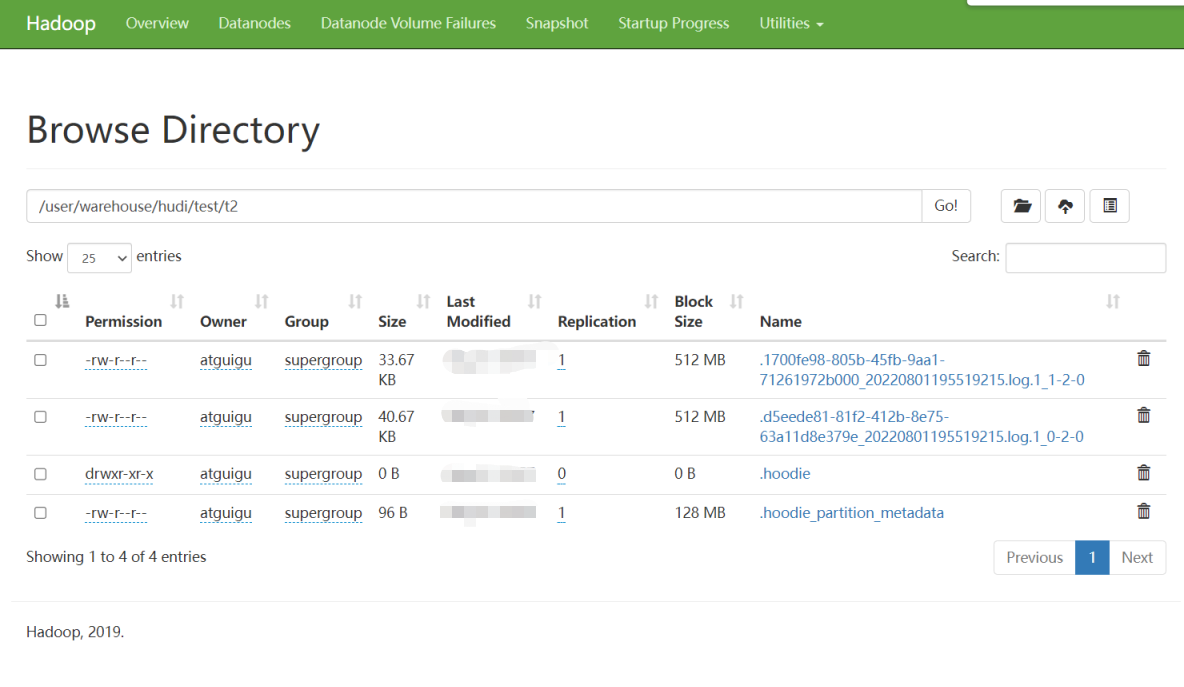 Hadoop Overview Datanodes Datanode Volume Failures Snapshot Startup Progress Utilities
Browse Directory
/user/warehouse/hudi/test/t2 Go!
Show 25 entries Search:
Permission Owner Group Size Last Modified Replication Block Size Name
-rw-r--r-- atguigu supergroup 33.67 KB 1 512 MB .1700fe98-805b-45fb-9aa1-
71261972b000_20220801195519215.log.1_1-2-0
-rw-r--r-- atguigu supergroup 40.67 KB 1 512 MB .d5eede81-81f2-412b-8e75-
63a11d8e379e_20220801195519215.log.1_0-2-0
drwxr-xr-x atguigu supergroup 0 B 0 0 B .hoodie
-rw-r--r-- atguigu supergroup 96 B 1 128 MB .hoodie_partition_metadata
Showing 1 to 4 of 4 entries Previous 1 Next
Hadoop, 2019.